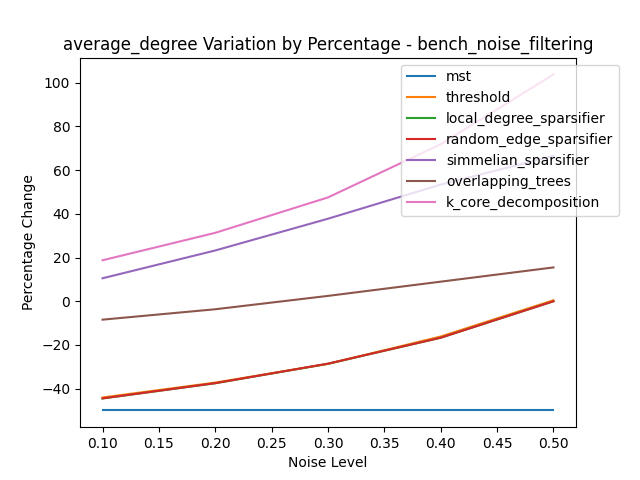 average_degree Variation by Percentage - bench_noise_filtering
mst
threshold
local_degree_sparsifier
random_edge_sparsifier
simmelian_sparsifier
overlapping_trees
k_core_decomposition
Percentage Change
100
80
60
40
20
0
−20
−40
0.10 0.15 0.20 0.25 0.30 0.35 0.40 0.45 0.50
Noise Level